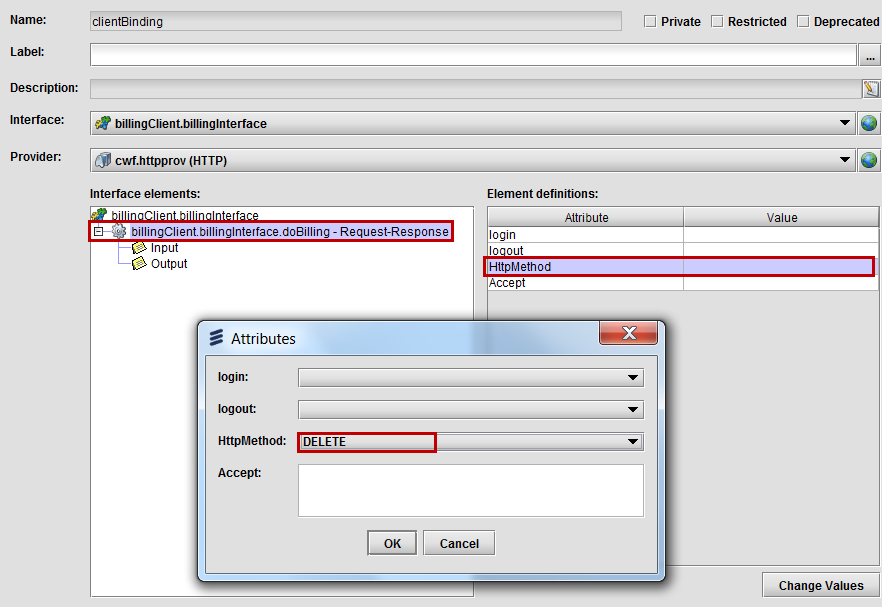 Name: clientBinding Private Restricted Deprecated
Label: ...
Description:
Interface: billingClient.billingInterface
Provider: cwf.httpprov (HTTP)
Interface elements: Element definitions:
billingClient.billingInterface Attribute Value
billingClient.billingInterface.doBilling - Request-Response login
Input logout
Output HttpMethod
Accept
Attributes
login:
logout:
HttpMethod: DELETE
Accept:
OK Cancel
Change Values